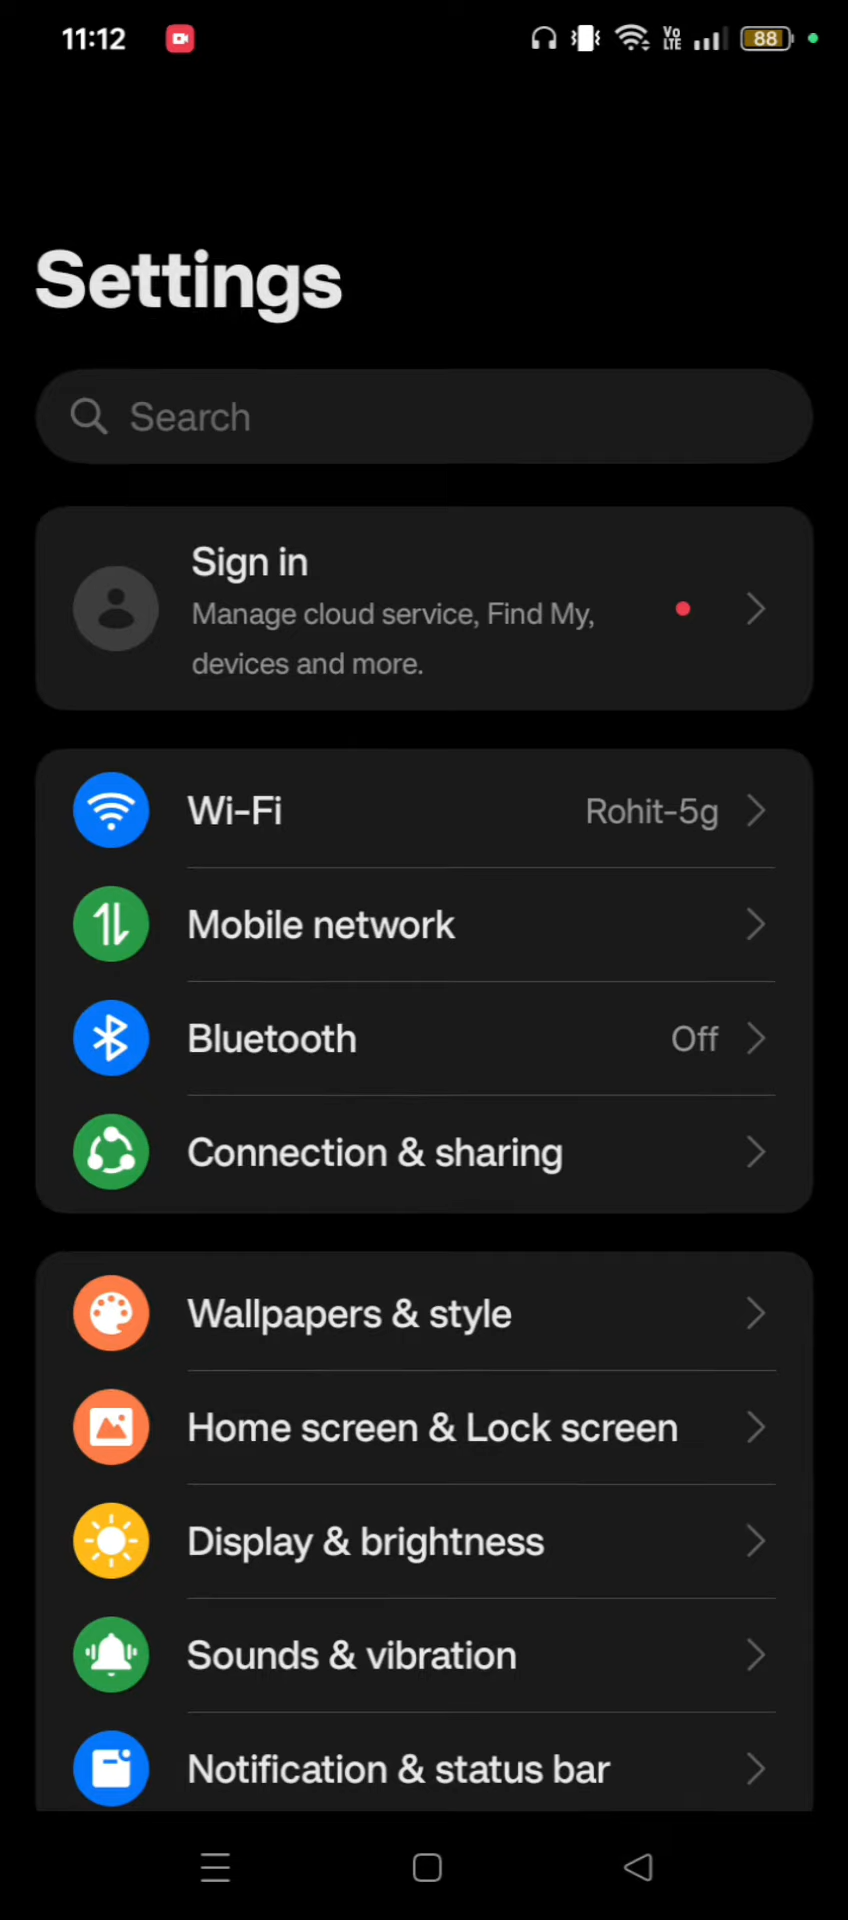 11:12 Vo LTE 88
Settings
Search
Sign in
Manage cloud service, Find My,
devices and more.
Wi-Fi Rohit-5g
Mobile network
Bluetooth Off
Connection & sharing
Wallpapers & style
Home screen & Lock screen
Display & brightness
Sounds & vibration
Notification & status bar